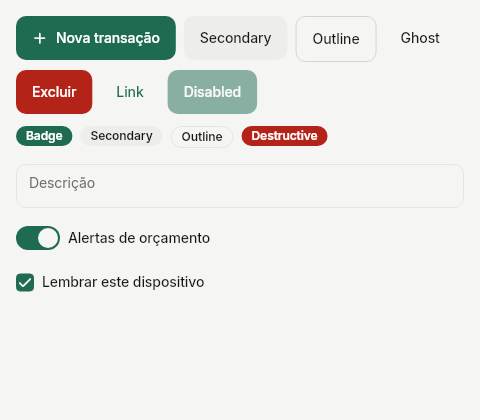 Nova transação Secondary Outline Ghost
Excluir Link Disabled
Badge Secondary Outline Destructive
Descrição
Alertas de orçamento
Lembrar este dispositivo